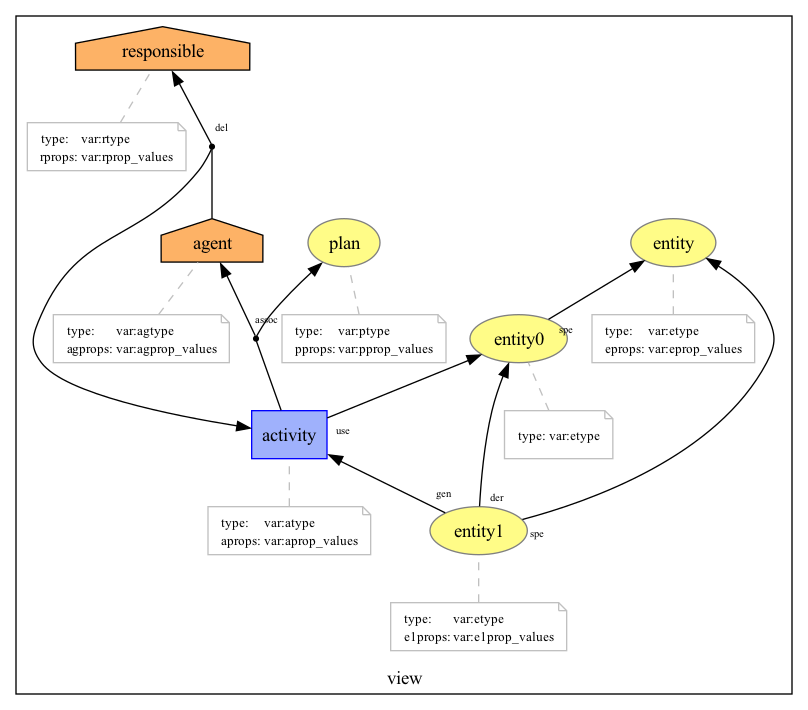 responsible
type: var:rtype
rprops: var:rprop_values
del
agent
plan
entity
type: var:agtype
agprops: var:agprop_values
assoc
type: var:ptype
pprops: var:pprop_values
entity0
spe
type: var:etype
eprops: var:eprop_values
activity
use
type: var:etype
gen
der
type: var:atype
aprops: var:aprop_values
entity1
spe
type: var:etype
e1props: var:e1prop_values
view